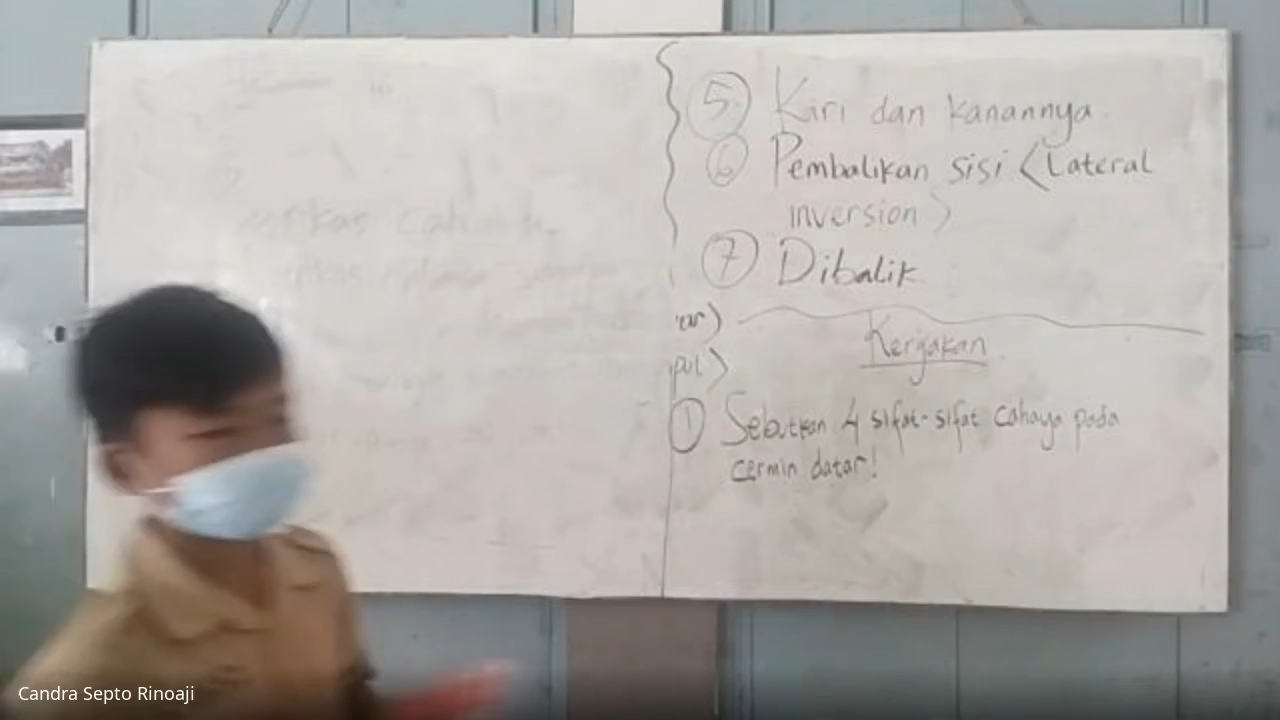 ⑤ Kiri dan kanannya.
⑥ Pembalikan sisi <Lateral
inversion>
⑦ Dibalik
Kerjakan
① Sebutkan 4 sifat-sifat cahaya pada
cermin datar!
Candra Septo Rinoaji